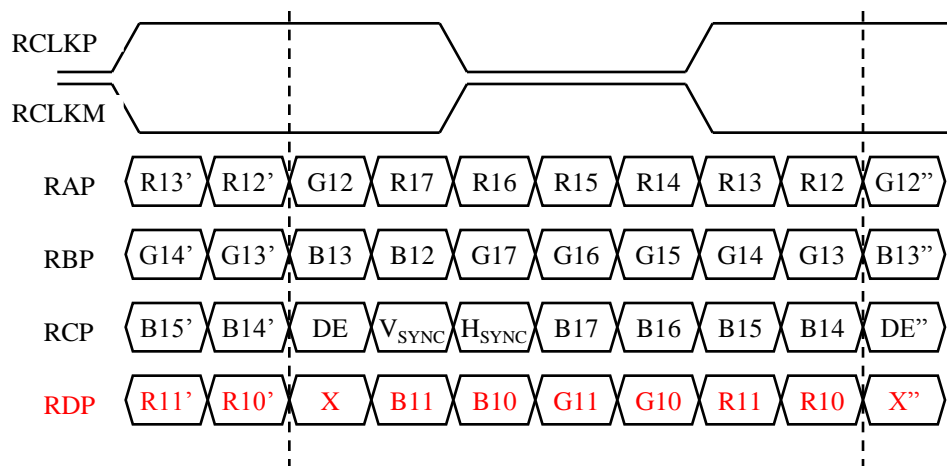 RCLKP
RCLKM
RAP R13’ R12’ G12 R17 R16 R15 R14 R13 R12 G12”
RBP G14’ G13’ B13 B12 G17 G16 G15 G14 G13 B13”
RCP B15’ B14’ DE VSYNC HSYNC B17 B16 B15 B14 DE”
RDP R11’ R10’ X B11 B10 G11 G10 R11 R10 X”